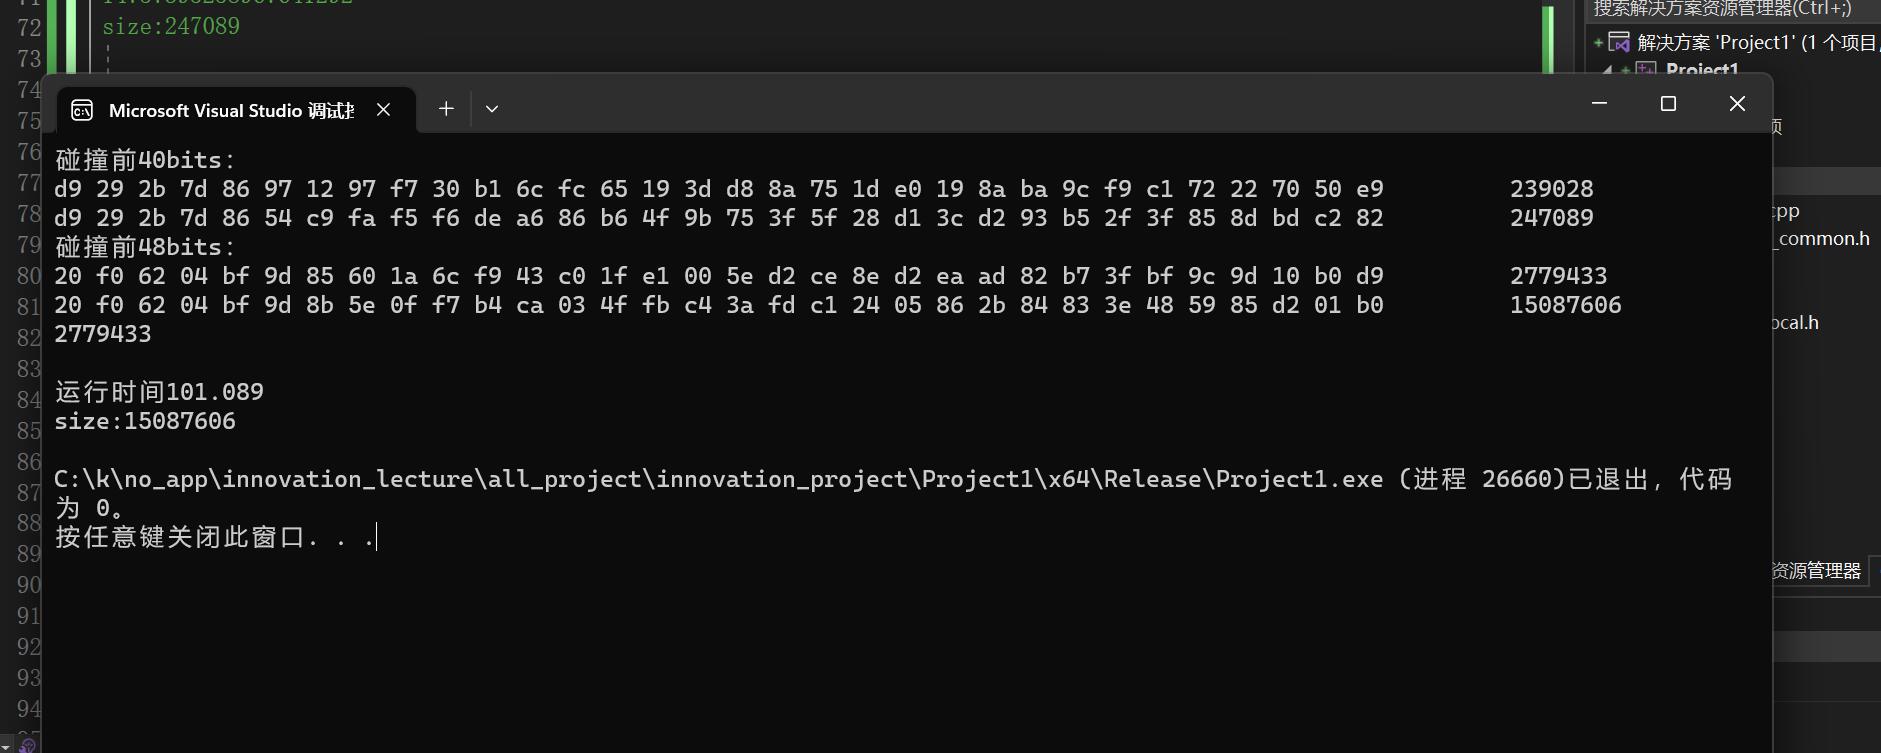 72
size:247089
73
74
75
76
77
78
79
80
81
82
83
84
85
86
87
88
89
90
91
92
93
94
搜索解决方案资源管理器(Ctrl+;)
解决方案 'Project1' (1 个项目,
Project1
cpp
_common.h
ocal.h
资源管理器
Microsoft Visual Studio 调试
碰撞前40bits:
d9 29 2b 7d 86 97 12 97 f7 30 b1 6c fc 65 19 3d d8 8a 75 1d e0 19 8a ba 9c f9 c1 72 22 70 50 e9 239028
d9 29 2b 7d 86 54 c9 fa f5 f6 de a6 86 b6 4f 9b 75 3f 5f 28 d1 3c d2 93 b5 2f 3f 85 8d bd c2 82 247089
碰撞前48bits:
20 f0 62 04 bf 9d 85 60 1a 6c f9 43 c0 1f e1 00 5e d2 ce 8e d2 ea ad 82 b7 3f bf 9c 9d 10 b0 d9 2779433
20 f0 62 04 bf 9d 8b 5e 0f f7 b4 ca 03 4f fb c4 3a fd c1 24 05 86 2b 84 83 3e 48 59 85 d2 01 b0 15087606
2779433
运行时间101.089
size:15087606
C:\k\no_app\innovation_lecture\all_project\innovation_project\Project1\x64\Release\Project1.exe (进程 26660)已退出，代码
为 0。
按任意键关闭此窗口. . .